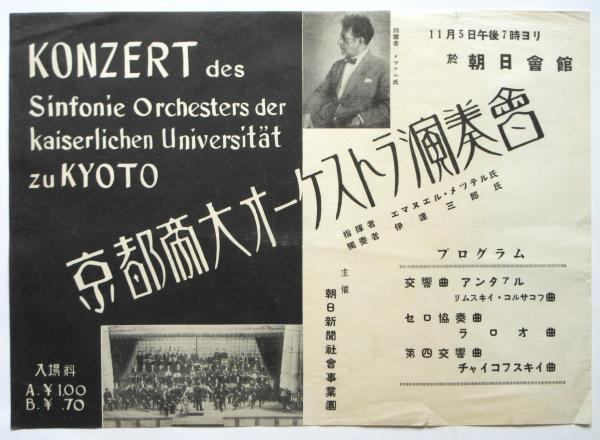 KONZERT des
Sinfonie Orchesters der
kaiserlichen Universität
zu KYOTO
指揮者 メッテル氏
11月5日午後7時ヨリ
於 朝日會館
京都帝大オーケストラ演奏會
指揮者 エマヌエル・メッテル氏
獨奏者 伊達三郎氏
主催 朝日新聞社會事業團
プログラム
交響曲 アンタアル
リムスキイ・コルサコフ曲
セロ協奏曲
ラロオ曲
第四交響曲
チャイコフスキイ曲
入場料
A. ¥1.00
B. ¥ .70